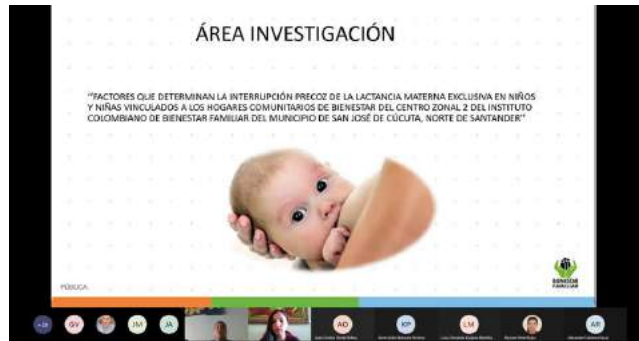 ÁREA INVESTIGACIÓN
“FACTORES QUE DETERMINAN LA INTERRUPCIÓN PRECOZ DE LA LACTANCIA MATERNA EXCLUSIVA EN NIÑOS
Y NIÑAS VINCULADOS A LOS HOGARES COMUNITARIOS DE BIENESTAR DEL CENTRO ZONAL 2 DEL INSTITUTO
COLOMBIANO DE BIENESTAR FAMILIAR DEL MUNICIPIO DE SAN JOSÉ DE CÚCUTA, NORTE DE SANTANDER”
PÚBLICA
BIENESTAR
FAMILIAR
GV JM JA AO KP LM AR